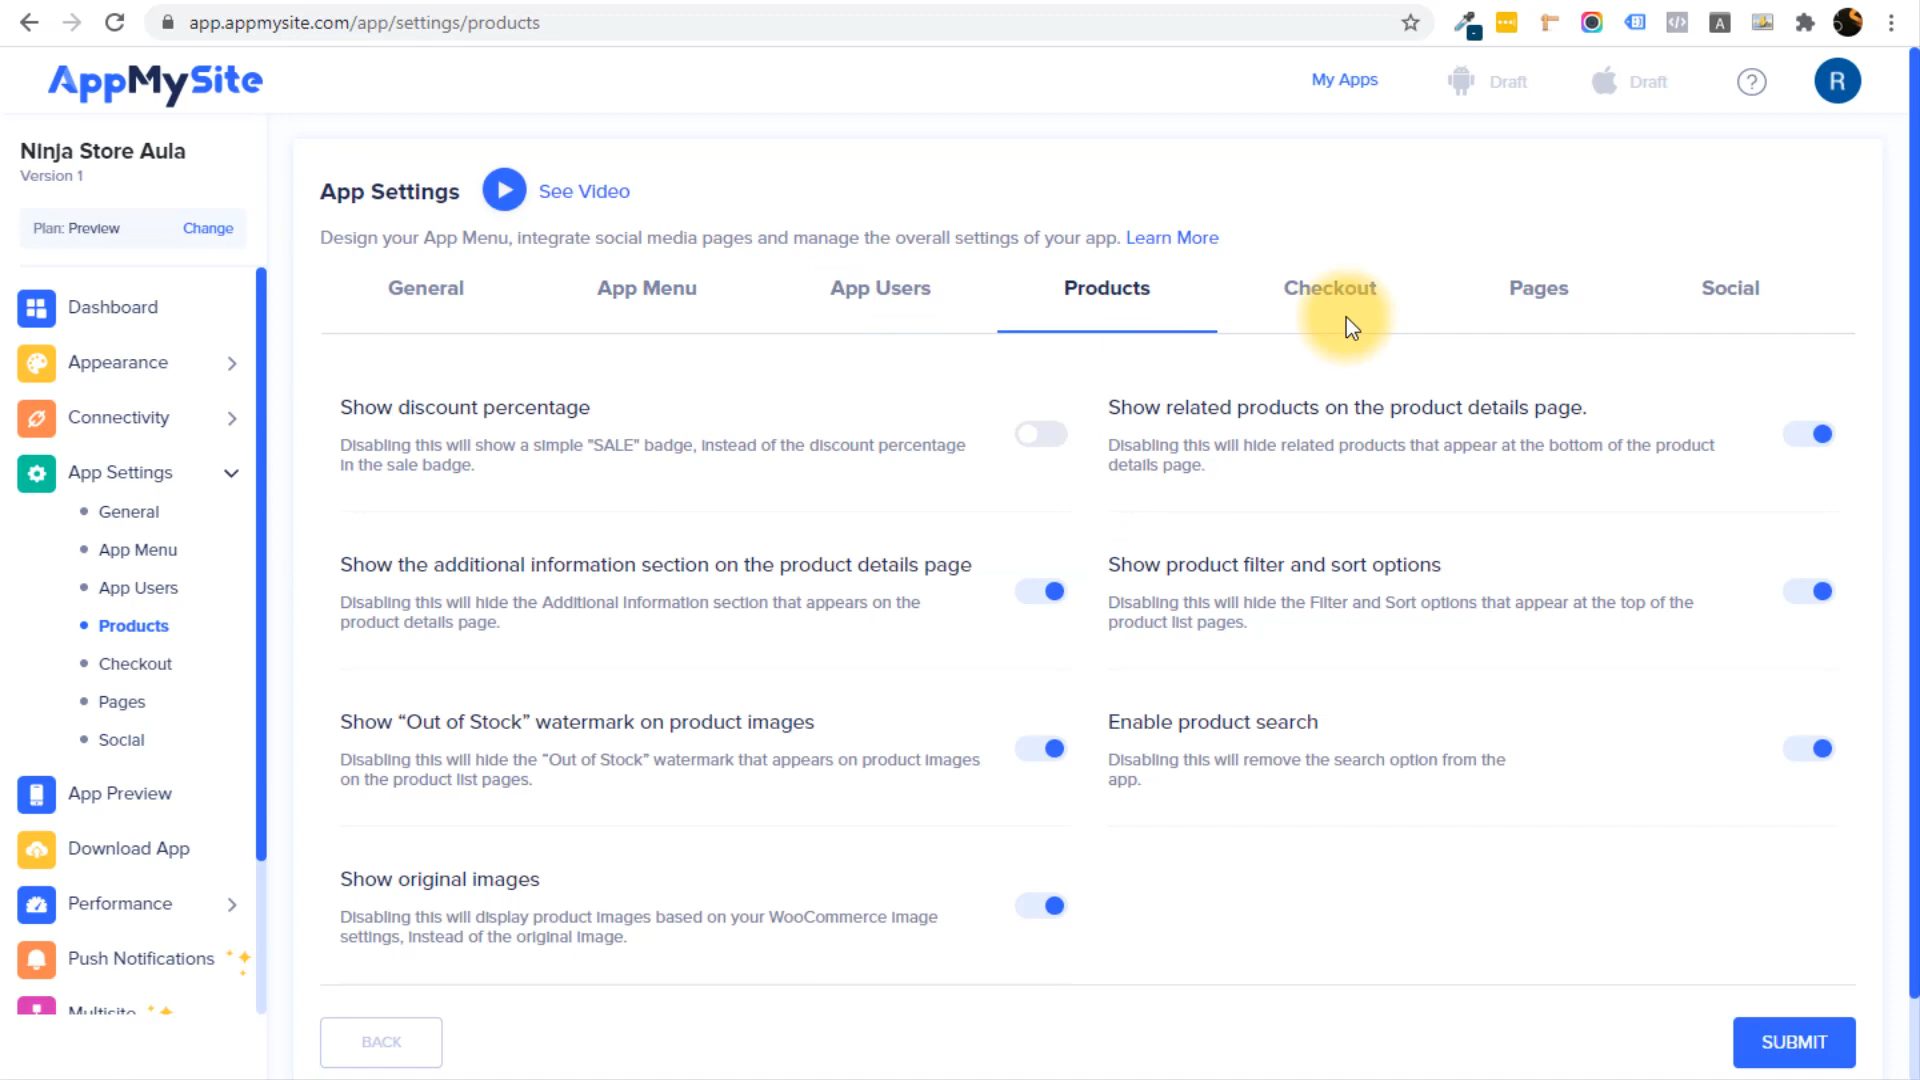 app.appmysite.com/app/settings/products
AppMySite
My Apps
Draft
Draft
R
Ninja Store Aula
Version 1
Plan: Preview
Change
Dashboard
Appearance
Connectivity
App Settings
General
App Menu
App Users
Products
Checkout
Pages
Social
App Preview
Download App
Performance
Push Notifications
Multisite
App Settings
See Video
Design your App Menu, integrate social media pages and manage the overall settings of your app. Learn More
General
App Menu
App Users
Products
Checkout
Pages
Social
Show discount percentage
Disabling this will show a simple "SALE" badge, instead of the discount percentage
in the sale badge.
Show related products on the product details page.
Disabling this will hide related products that appear at the bottom of the product
details page.
Show the additional information section on the product details page
Disabling this will hide the Additional Information section that appears on the
product details page.
Show product filter and sort options
Disabling this will hide the Filter and Sort options that appear at the top of the
product list pages.
Show “Out of Stock” watermark on product images
Disabling this will hide the “Out of Stock” watermark that appears on product images
on the product list pages.
Enable product search
Disabling this will remove the search option from the
app.
Show original images
Disabling this will display product images based on your WooCommerce image
settings, instead of the original image.
BACK
SUBMIT